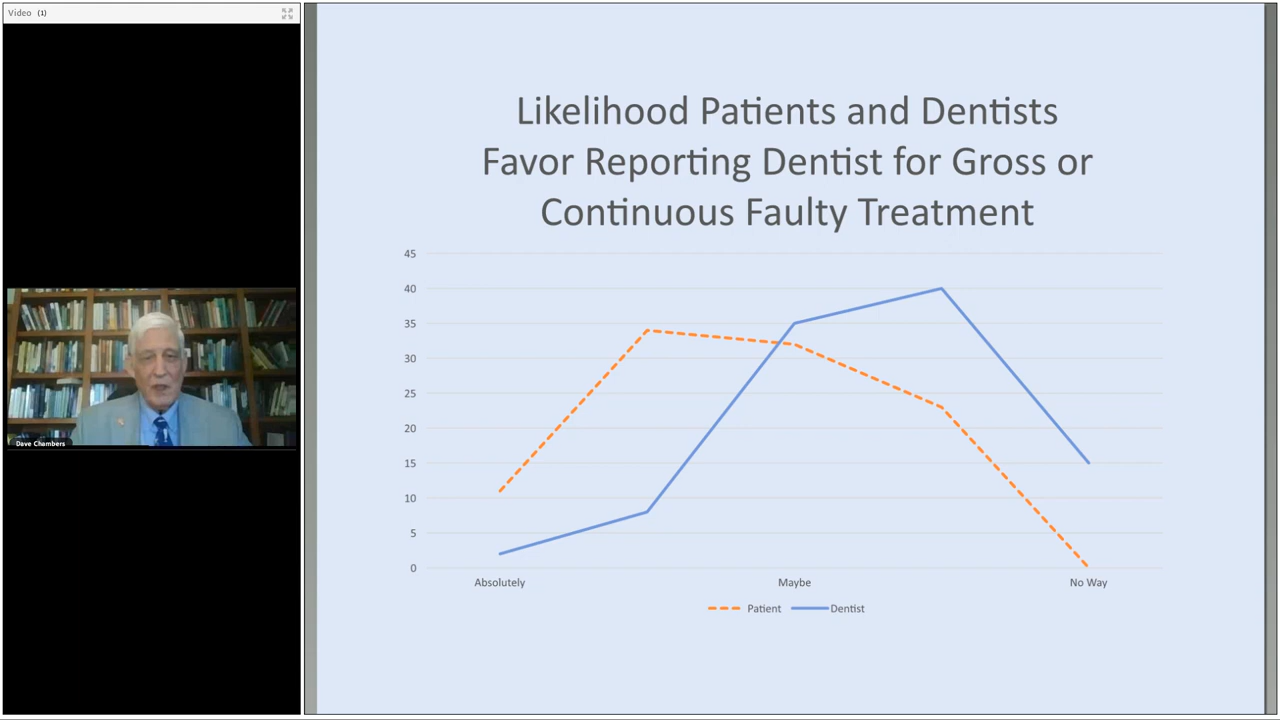 Video (1)
Dave Chambers
Likelihood Patients and Dentists
Favor Reporting Dentist for Gross or
Continuous Faulty Treatment
45
40
35
30
25
20
15
10
5
0
Absolutely Maybe No Way
Patient Dentist